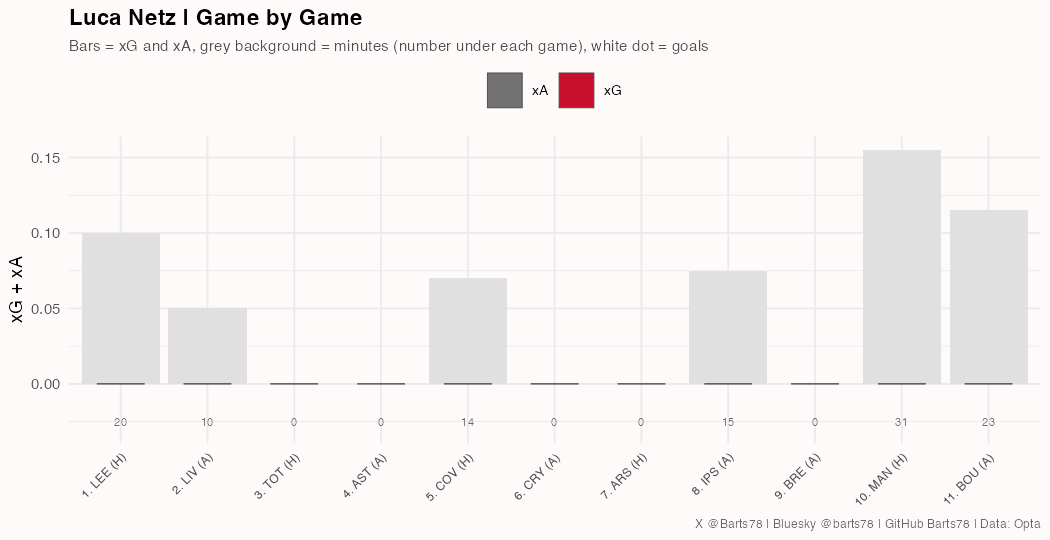 Luca Netz | Game by Game
Bars = xG and xA, grey background = minutes (number under each game), white dot = goals
xA xG
xG + xA
0.15
0.10
0.05
0.00
20 10 0 0 14 0 0 15 0 31 23
1. LEE (H) 2. LIV (A) 3. TOT (H) 4. AST (A) 5. COV (H) 6. CRY (A) 7. ARS (H) 8. IPS (A) 9. BRE (A) 10. MAN (H) 11. BOU (A)
X @Barts78 | Bluesky @barts78 | GitHub Barts78 | Data: Opta